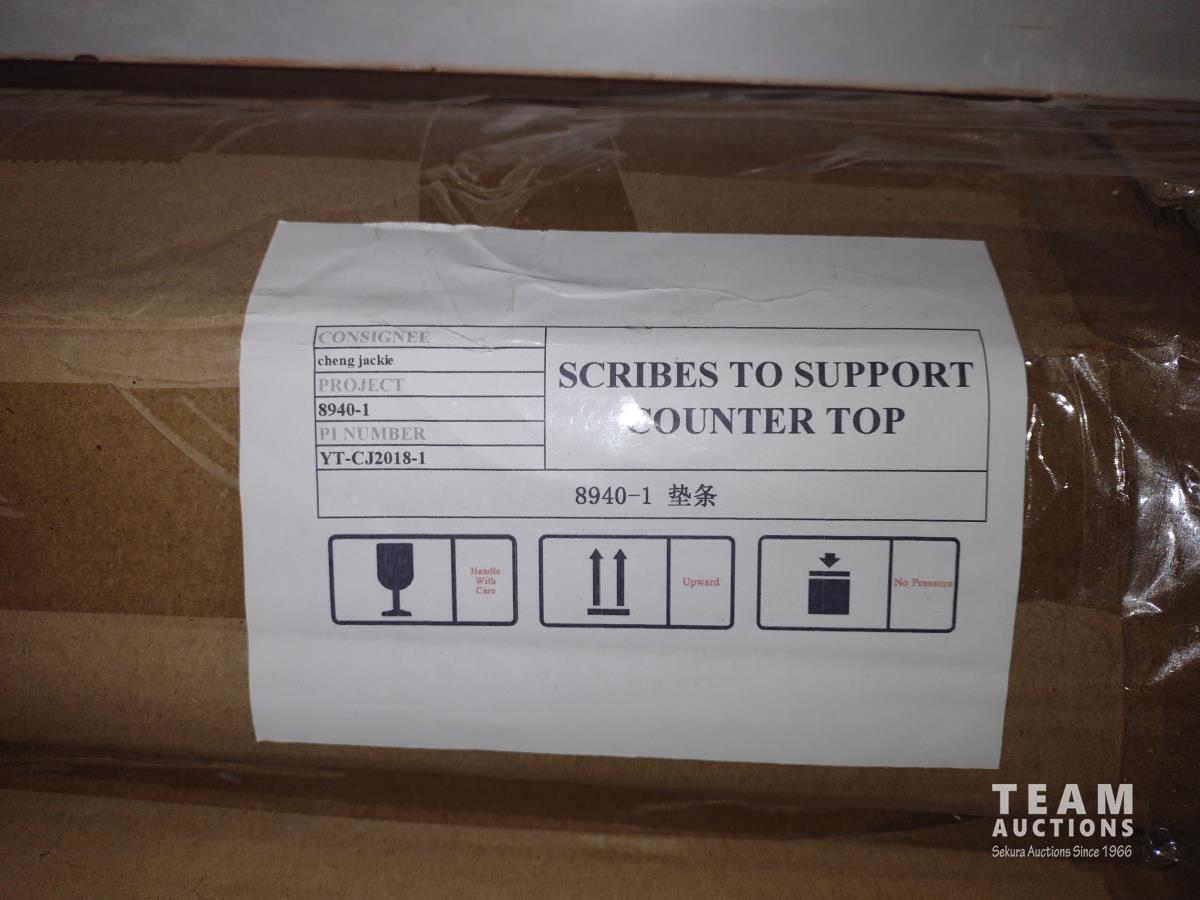 CONSIGNEE
cheng jackie
PROJECT
8940-1
PI NUMBER
YT-CJ2018-1
SCRIBES TO SUPPORT
COUNTER TOP
8940-1 垫条
Handle
With
Care
Upward
No Pressure
TEAM
AUCTIONS
Sekura Auctions Since 1966